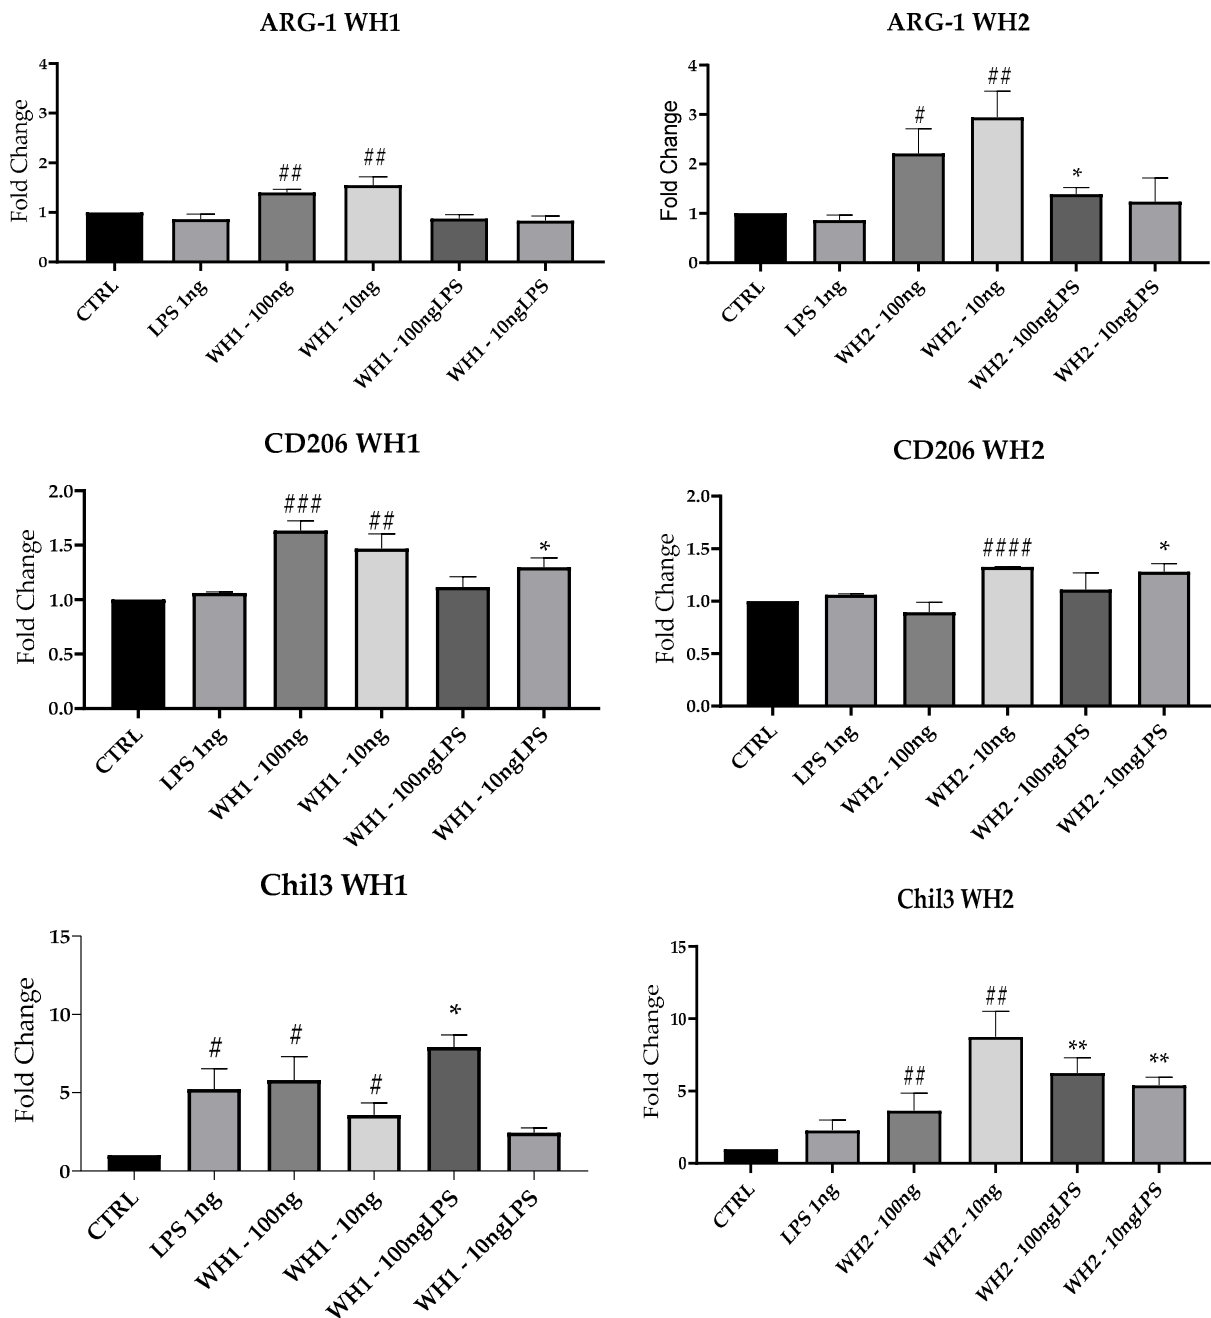 ARG-1 WH1
Fold Change
4
3
2
1
0
##
##
CTRL
LPS 1ng
WH1 - 100ng
WH1 - 10ng
WH1 - 100ngLPS
WH1 - 10ngLPS
ARG-1 WH2
Fold Change
4
3
2
1
0
#
##
*
CTRL
LPS 1ng
WH2 - 100ng
WH2 - 10ng
WH2 - 100ngLPS
WH2 - 10ngLPS
CD206 WH1
Fold Change
2.0
1.5
1.0
0.5
0.0
###
##
*
CTRL
LPS 1ng
WH1 - 100ng
WH1 - 10ng
WH1 - 100ngLPS
WH1 - 10ngLPS
CD206 WH2
Fold Change
2.0
1.5
1.0
0.5
0.0
####
*
CTRL
LPS 1ng
WH2 - 100ng
WH2 - 10ng
WH2 - 100ngLPS
WH2 - 10ngLPS
Chil3 WH1
Fold Change
15
10
5
0
#
#
#
*
CTRL
LPS 1ng
WH1 - 100ng
WH1 - 10ng
WH1 - 100ngLPS
WH1 - 10ngLPS
Chil3 WH2
Fold Change
15
10
5
0
##
##
**
**
CTRL
LPS 1ng
WH2 - 100ng
WH2 - 10ng
WH2 - 100ngLPS
WH2 - 10ngLPS